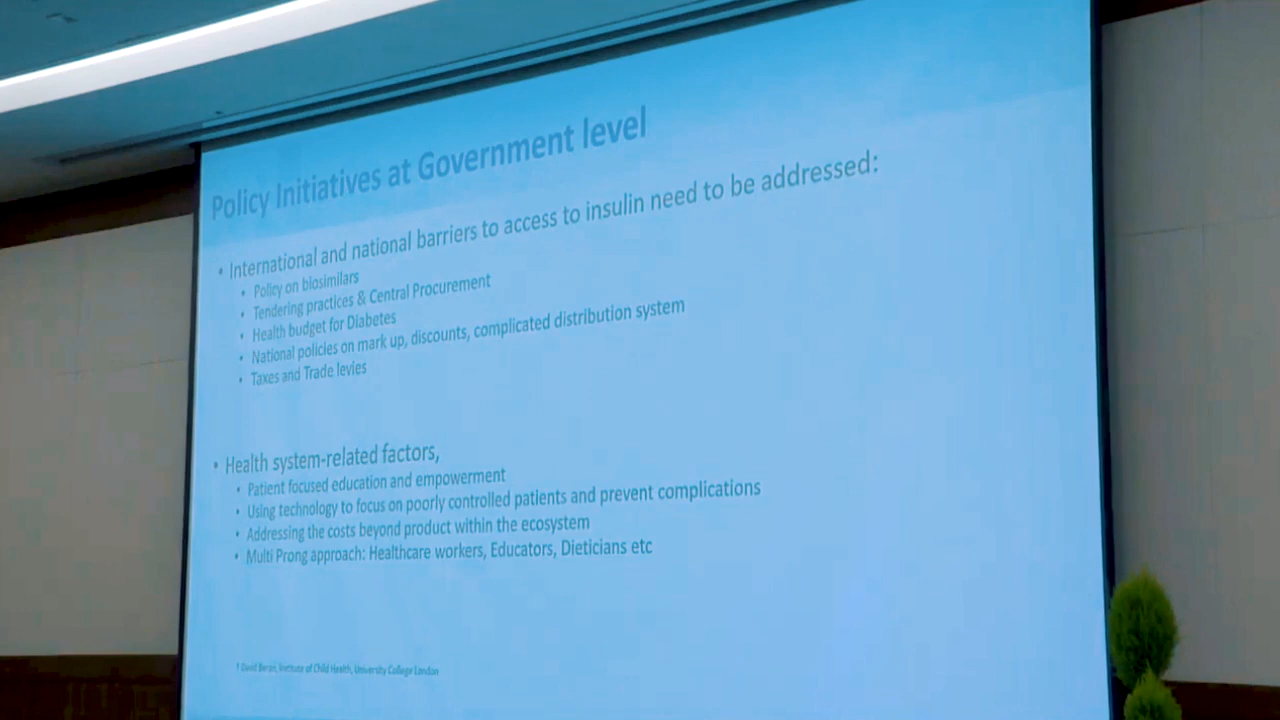 Policy Initiatives at Government level
• International and national barriers to access to insulin need to be addressed:
• Policy on biosimilars
• Tendering practices & Central Procurement
• Health budget for Diabetes
• National policies on mark up, discounts, complicated distribution system
• Taxes and Trade levies
• Health system-related factors,
• Patient focused education and empowerment
• Using technology to focus on poorly controlled patients and prevent complications
• Addressing the costs beyond product within the ecosystem
• Multi Prong approach: Healthcare workers, Educators, Dieticians etc
David Institute of Child Health, University College London